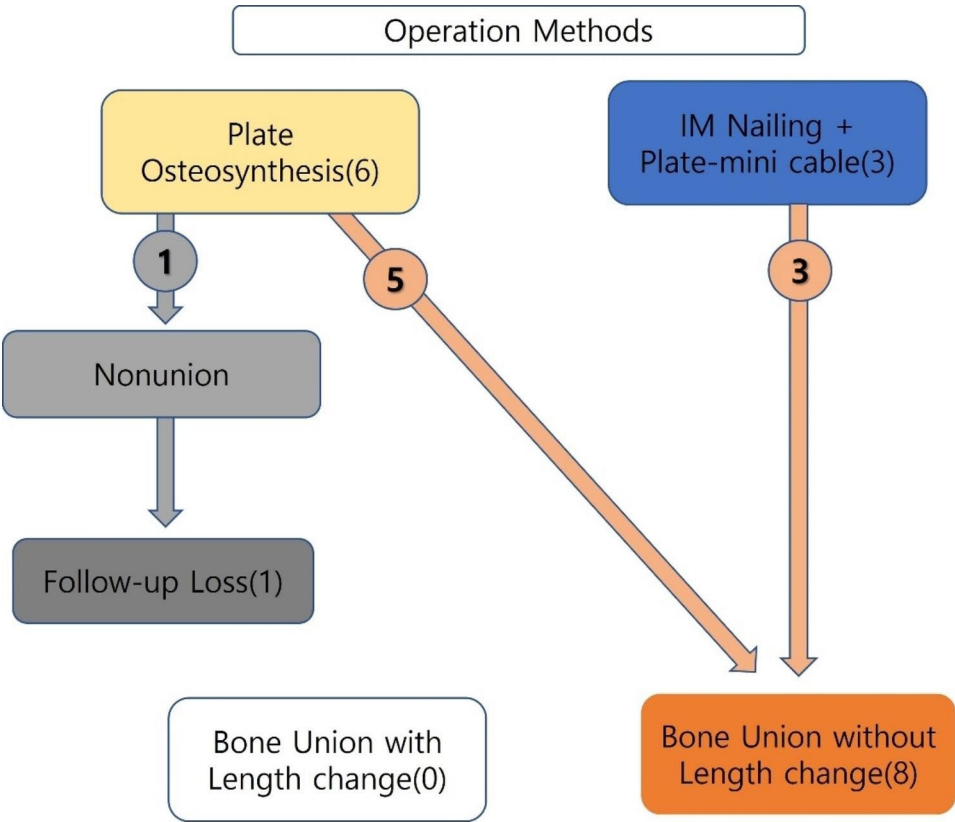 Operation Methods
Plate
Osteosynthesis(6)
IM Nailing +
Plate-mini cable(3)
1
5
3
Nonunion
Follow-up Loss(1)
Bone Union with
Length change(0)
Bone Union without
Length change(8)